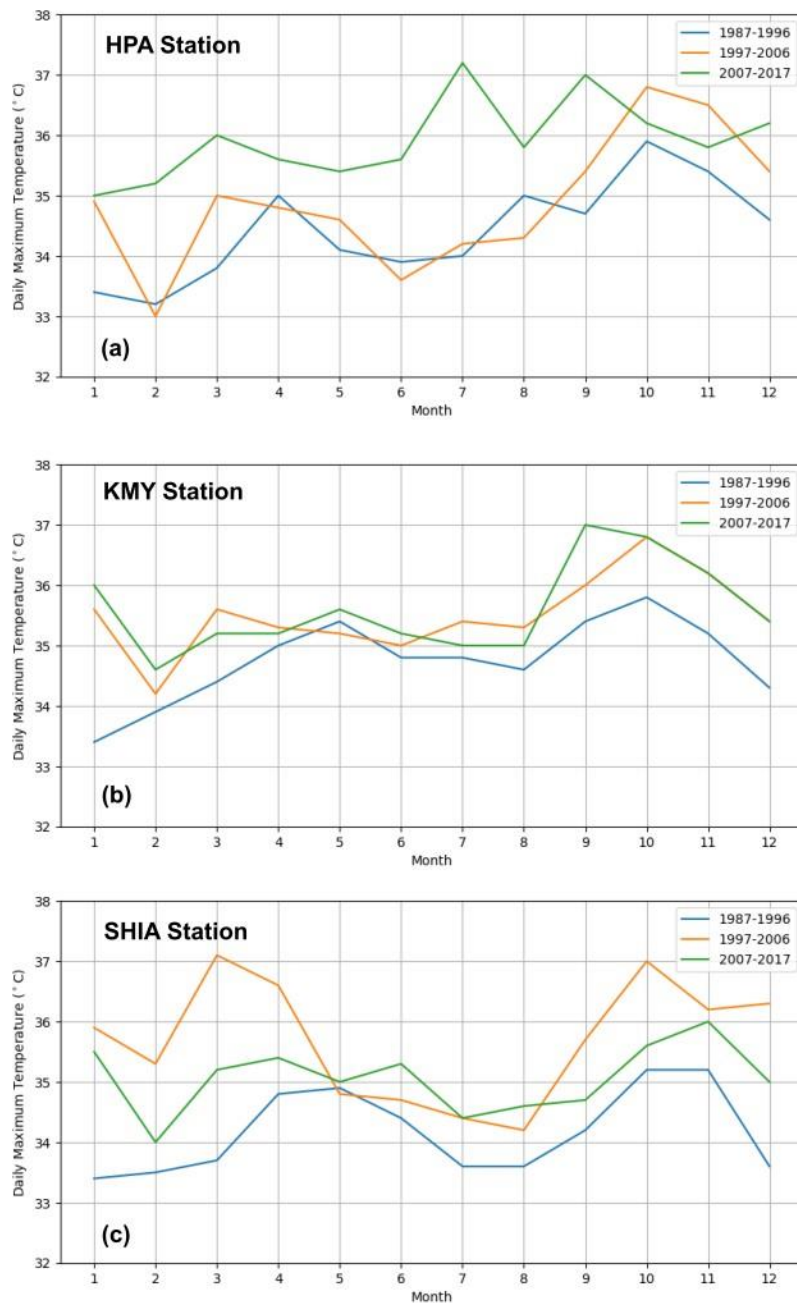 38
37
36
35
34
33
32
Daily Maximum Temperature (°C)
HPA Station
1987-1996
1997-2006
2007-2017
(a)
1 2 3 4 5 6 7 8 9 10 11 12
Month
38
37
36
35
34
33
32
Daily Maximum Temperature (°C)
KMY Station
1987-1996
1997-2006
2007-2017
(b)
1 2 3 4 5 6 7 8 9 10 11 12
Month
38
37
36
35
34
33
32
Daily Maximum Temperature (°C)
SHIA Station
1987-1996
1997-2006
2007-2017
(c)
1 2 3 4 5 6 7 8 9 10 11 12
Month